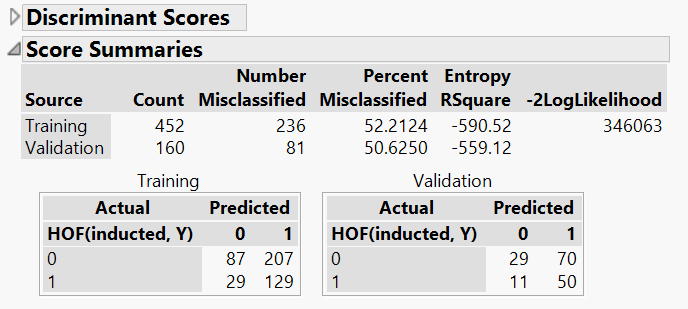 Discriminant Scores
Score Summaries
Number Percent Entropy
Source Count Misclassified Misclassified RSquare -2LogLikelihood
Training 452 236 52.2124 -590.52 346063
Validation 160 81 50.6250 -559.12
Training Validation
Actual Predicted Actual Predicted
HOF(inducted, Y) 0 1 HOF(inducted, Y) 0 1
0 87 207 0 29 70
1 29 129 1 11 50